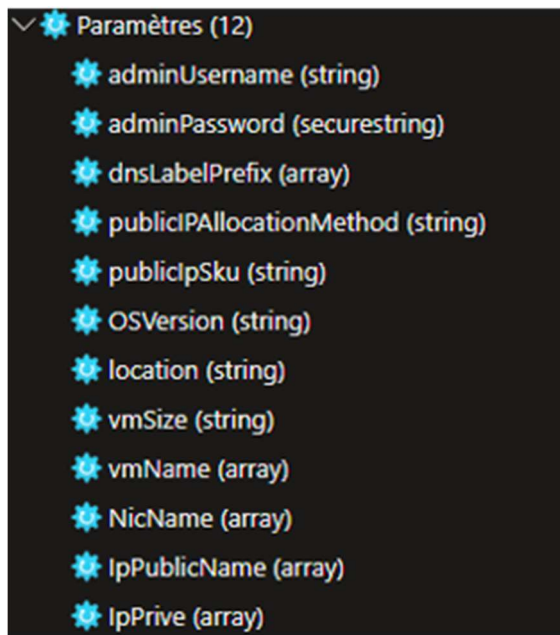 Paramètres (12)
adminUsername (string)
adminPassword (securestring)
dnsLabelPrefix (array)
publicIPAllocationMethod (string)
publicIpSku (string)
OSVersion (string)
location (string)
vmSize (string)
vmName (array)
NicName (array)
IpPublicName (array)
IpPrive (array)